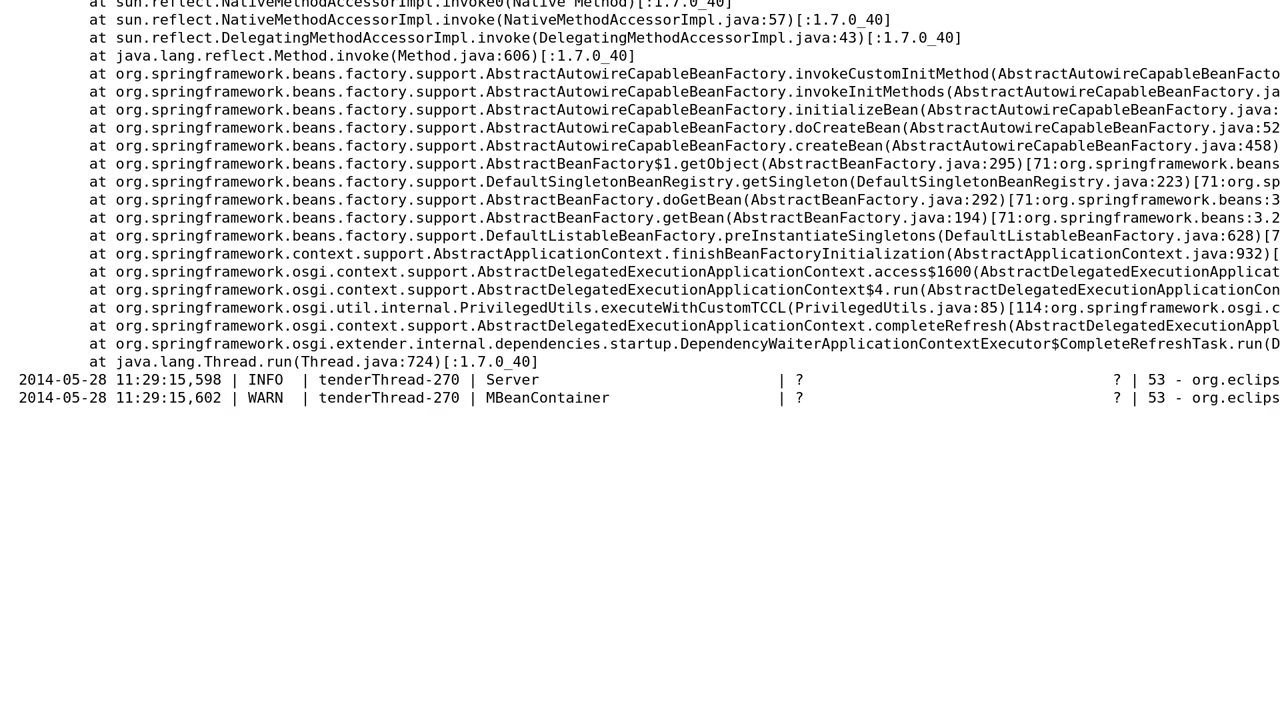 at sun.reflect.NativeMethodAccessorImpl.invoke0(Native Method)[:1.7.0_40]
at sun.reflect.NativeMethodAccessorImpl.invoke(NativeMethodAccessorImpl.java:57)[:1.7.0_40]
at sun.reflect.DelegatingMethodAccessorImpl.invoke(DelegatingMethodAccessorImpl.java:43)[:1.7.0_40]
at java.lang.reflect.Method.invoke(Method.java:606)[:1.7.0_40]
at org.springframework.beans.factory.support.AbstractAutowireCapableBeanFactory.invokeCustomInitMethod(AbstractAutowireCapableBeanFacto
at org.springframework.beans.factory.support.AbstractAutowireCapableBeanFactory.invokeInitMethods(AbstractAutowireCapableBeanFactory.ja
at org.springframework.beans.factory.support.AbstractAutowireCapableBeanFactory.initializeBean(AbstractAutowireCapableBeanFactory.java:
at org.springframework.beans.factory.support.AbstractAutowireCapableBeanFactory.doCreateBean(AbstractAutowireCapableBeanFactory.java:52
at org.springframework.beans.factory.support.AbstractAutowireCapableBeanFactory.createBean(AbstractAutowireCapableBeanFactory.java:458)
at org.springframework.beans.factory.support.AbstractBeanFactory$1.getObject(AbstractBeanFactory.java:295)[71:org.springframework.beans
at org.springframework.beans.factory.support.DefaultSingletonBeanRegistry.getSingleton(DefaultSingletonBeanRegistry.java:223)[71:org.sp
at org.springframework.beans.factory.support.AbstractBeanFactory.doGetBean(AbstractBeanFactory.java:292)[71:org.springframework.beans:3
at org.springframework.beans.factory.support.AbstractBeanFactory.getBean(AbstractBeanFactory.java:194)[71:org.springframework.beans:3.2
at org.springframework.beans.factory.support.DefaultListableBeanFactory.preInstantiateSingletons(DefaultListableBeanFactory.java:628)[7
at org.springframework.context.support.AbstractApplicationContext.finishBeanFactoryInitialization(AbstractApplicationContext.java:932)[
at org.springframework.osgi.context.support.AbstractDelegatedExecutionApplicationContext.access$1600(AbstractDelegatedExecutionApplicat
at org.springframework.osgi.context.support.AbstractDelegatedExecutionApplicationContext$4.run(AbstractDelegatedExecutionApplicationCon
at org.springframework.osgi.util.internal.PrivilegedUtils.executeWithCustomTCCL(PrivilegedUtils.java:85)[114:org.springframework.osgi.c
at org.springframework.osgi.context.support.AbstractDelegatedExecutionApplicationContext.completeRefresh(AbstractDelegatedExecutionAppl
at org.springframework.osgi.extender.internal.dependencies.startup.DependencyWaiterApplicationContextExecutor$CompleteRefreshTask.run(D
at java.lang.Thread.run(Thread.java:724)[:1.7.0_40]
2014-05-28 11:29:15,598 | INFO  | tenderThread-270 | Server                           | ?                                   ? | 53 - org.eclips
2014-05-28 11:29:15,602 | WARN  | tenderThread-270 | MBeanContainer                   | ?                                   ? | 53 - org.eclips